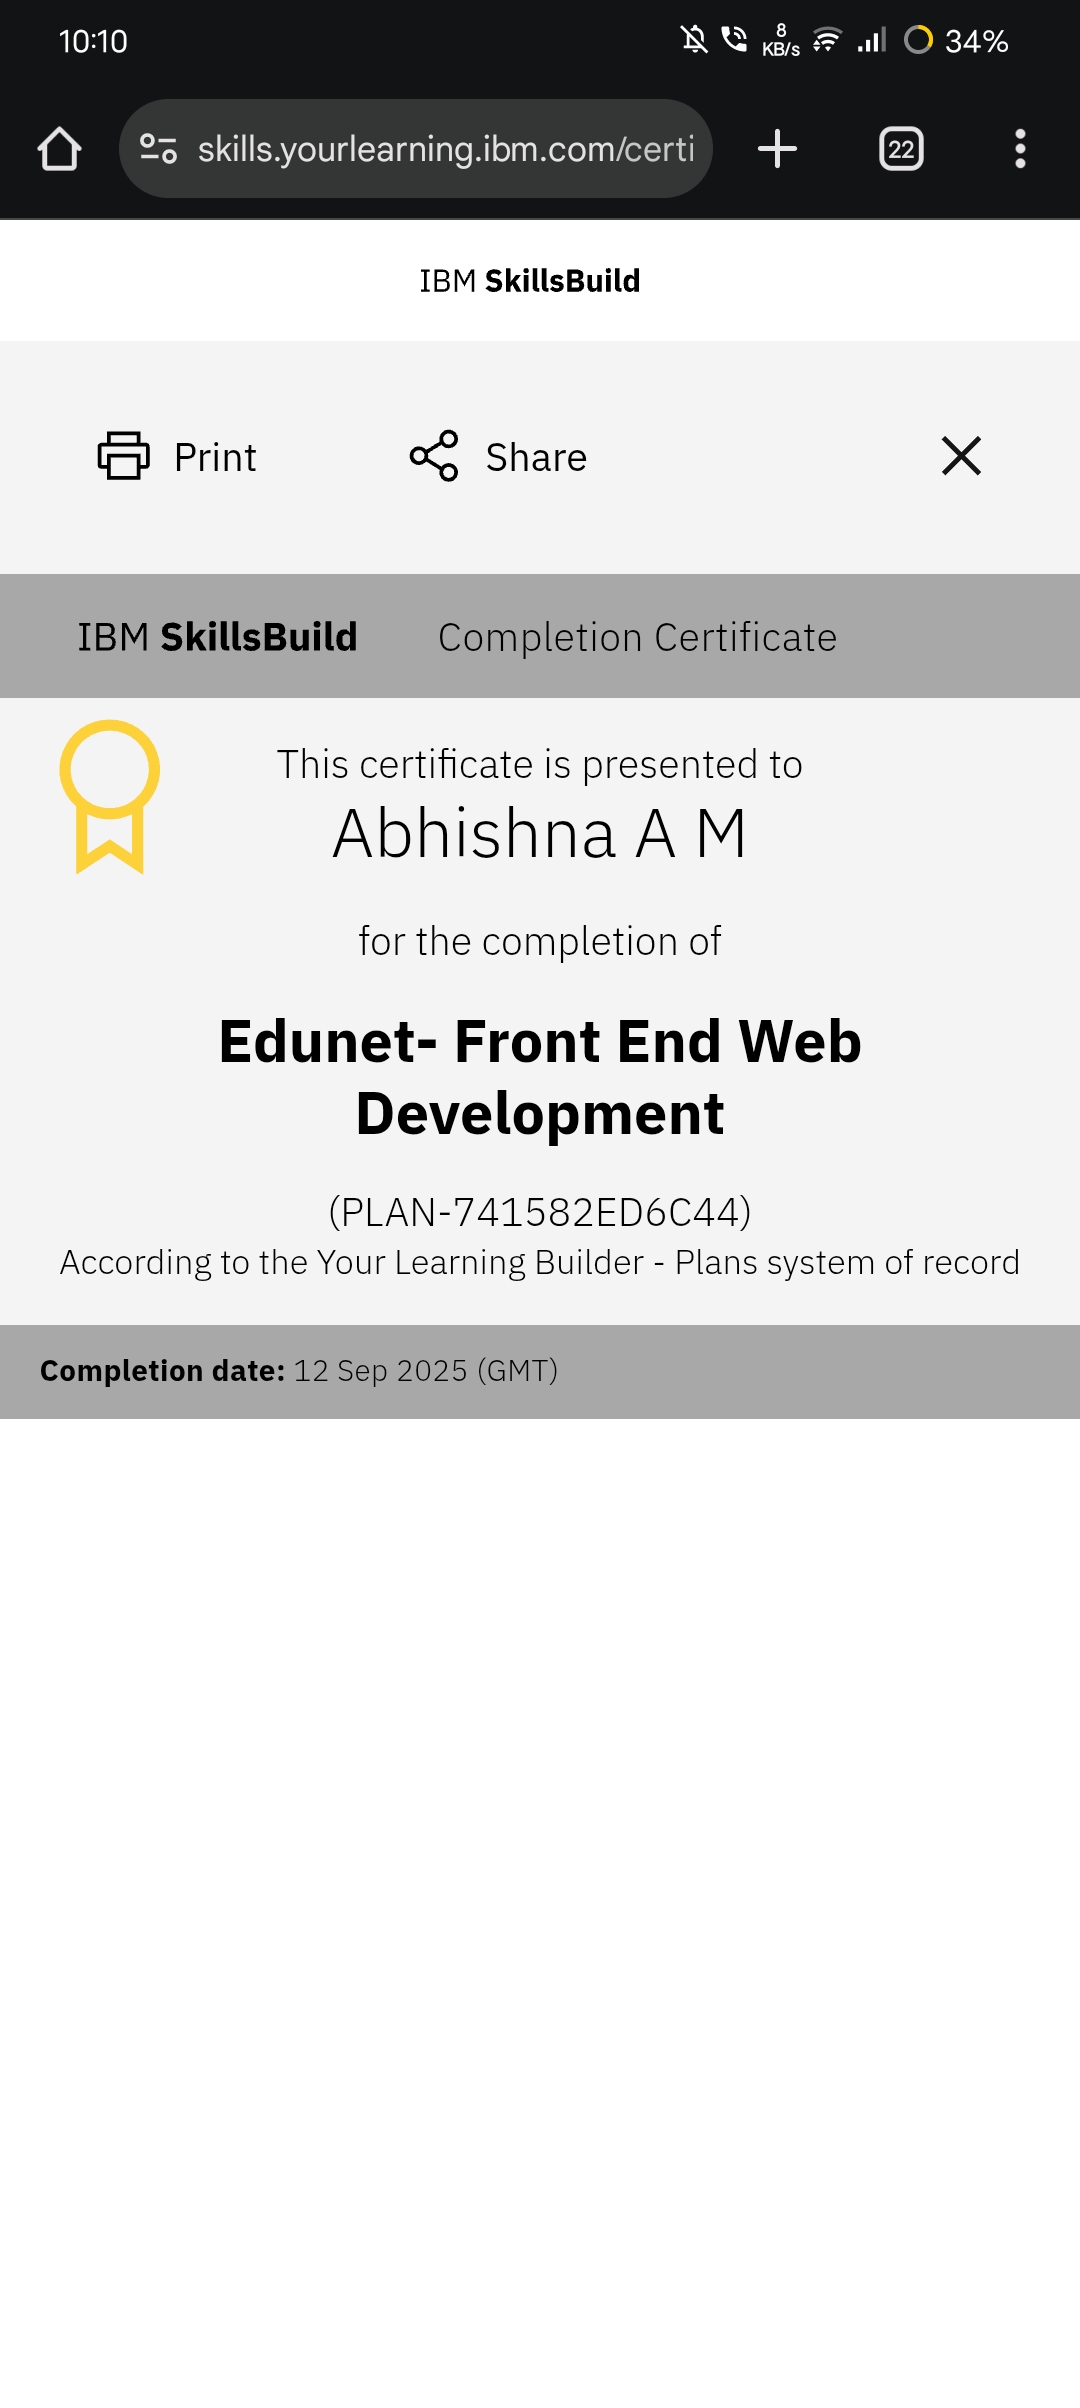 10:10
8
KB/s
34%
skills.yourlearning.ibm.com/certi
22
IBM SkillsBuild
Print
Share
IBM SkillsBuild Completion Certificate
This certificate is presented to
Abhishna A M
for the completion of
Edunet- Front End Web
Development
(PLAN-741582ED6C44)
According to the Your Learning Builder - Plans system of record
Completion date: 12 Sep 2025 (GMT)